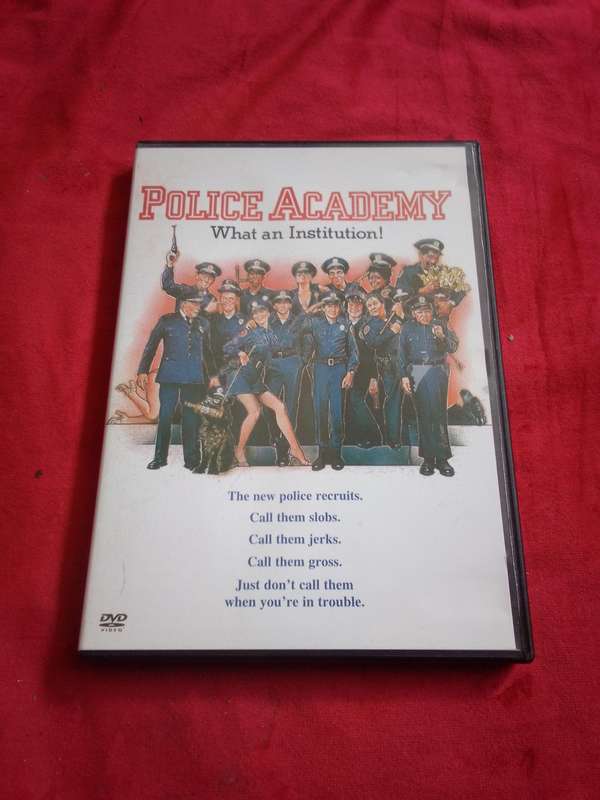 POLICE ACADEMY
What an Institution!
The new police recruits.
Call them slobs.
Call them jerks.
Call them gross.
Just don't call them
when you're in trouble.
DVD
VIDEO